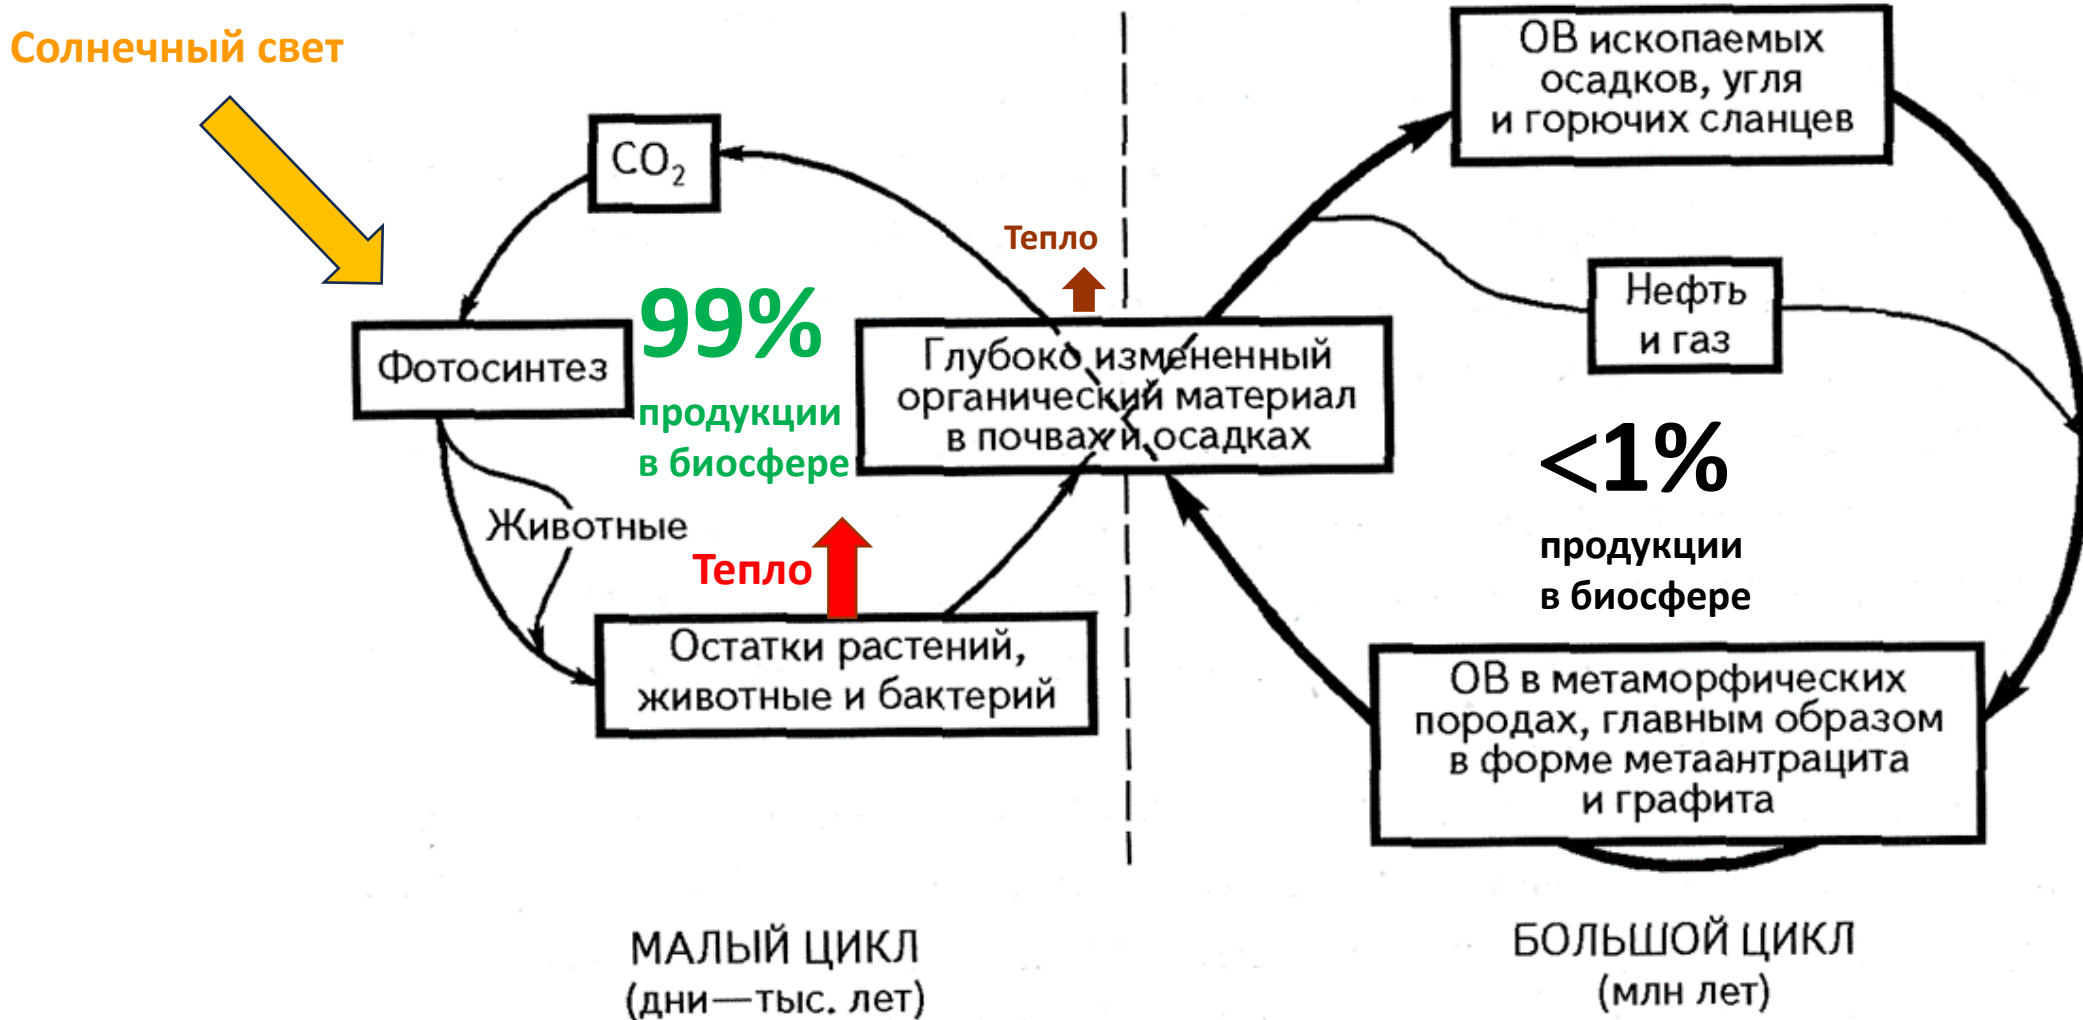 Солнечный свет
CO₂
Тепло
Фотосинтез
99%
продукции
в биосфере
Животные
Тепло
Остатки растений,
животные и бактерий
Глубоко измененный
органический материал
в почвах и осадках
ОВ ископаемых
осадков, угля
и горючих сланцев
Нефть
и газ
<1%
продукции
в биосфере
ОВ в метаморфических
породах, главным образом
в форме метаантрацита
и графита
МАЛЫЙ ЦИКЛ
(дни—тыс. лет)
БОЛЬШОЙ ЦИКЛ
(млн лет)